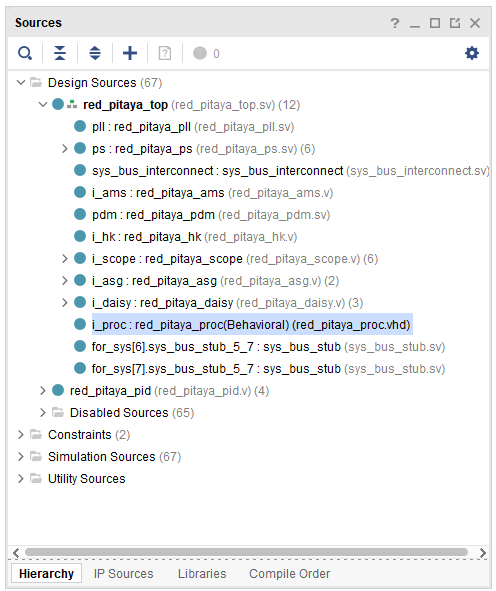 Sources
0
Design Sources (67)
red_pitaya_top (red_pitaya_top.sv) (12)
pll : red_pitaya_pll (red_pitaya_pll.sv)
ps : red_pitaya_ps (red_pitaya_ps.sv) (6)
sys_bus_interconnect : sys_bus_interconnect (sys_bus_interconnect.sv)
i_ams : red_pitaya_ams (red_pitaya_ams.v)
pdm : red_pitaya_pdm (red_pitaya_pdm.sv)
i_hk : red_pitaya_hk (red_pitaya_hk.v)
i_scope : red_pitaya_scope (red_pitaya_scope.v) (6)
i_asg : red_pitaya_asg (red_pitaya_asg.v) (2)
i_daisy : red_pitaya_daisy (red_pitaya_daisy.v) (3)
i_proc : red_pitaya_proc(Behavioral) (red_pitaya_proc.vhd)
for_sys[6].sys_bus_stub_5_7 : sys_bus_stub (sys_bus_stub.sv)
for_sys[7].sys_bus_stub_5_7 : sys_bus_stub (sys_bus_stub.sv)
red_pitaya_pid (red_pitaya_pid.v) (4)
Disabled Sources (65)
Constraints (2)
Simulation Sources (67)
Utility Sources
Hierarchy IP Sources Libraries Compile Order